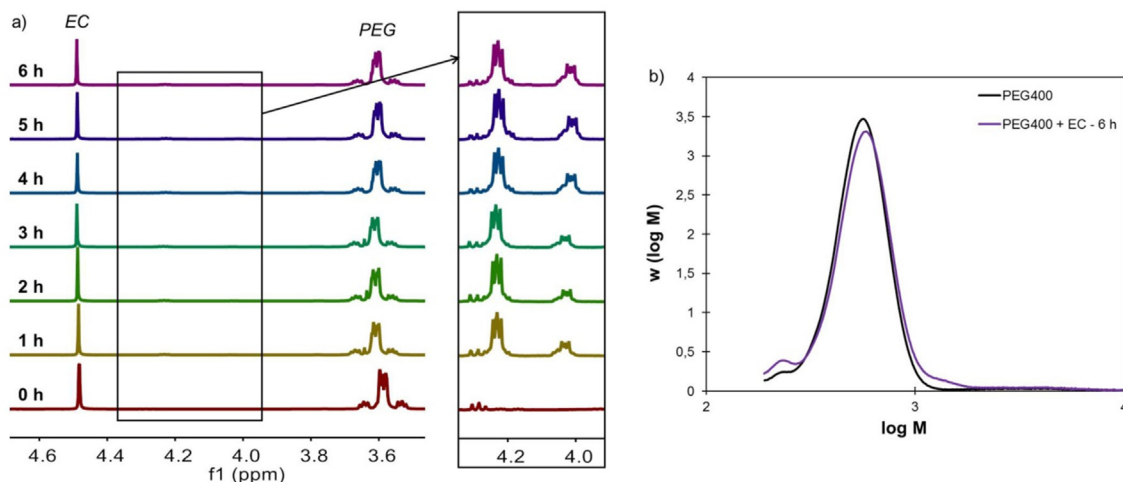 a)
EC
PEG
6 h
5 h
4 h
3 h
2 h
1 h
0 h
4.6 4.4 4.2 4.0 3.8 3.6
f1 (ppm)
4.2 4.0
b)
PEG400
PEG400 + EC - 6 h
w (log M)
4
3,5
3
2,5
2
1,5
1
0,5
0
2 3 4
log M